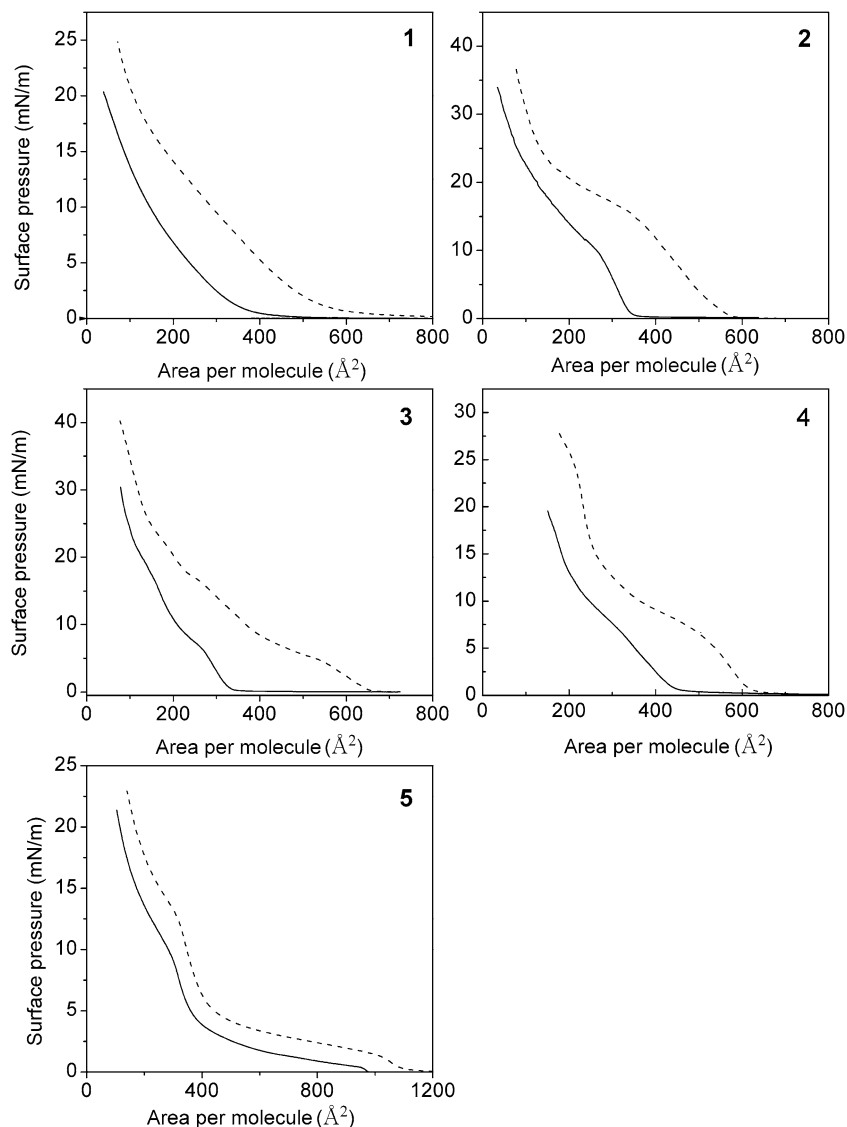 1
25
20
15
10
5
0
0 200 400 600 800
Surface pressure (mN/m)
Area per molecule (Å²)
2
40
30
20
10
0
0 200 400 600 800
Area per molecule (Å²)
3
40
30
20
10
0
0 200 400 600 800
Surface pressure (mN/m)
Area per molecule (Å²)
4
30
25
20
15
10
5
0
0 200 400 600 800
Area per molecule (Å²)
5
25
20
15
10
5
0
0 400 800 1200
Surface pressure (mN/m)
Area per molecule (Å²)